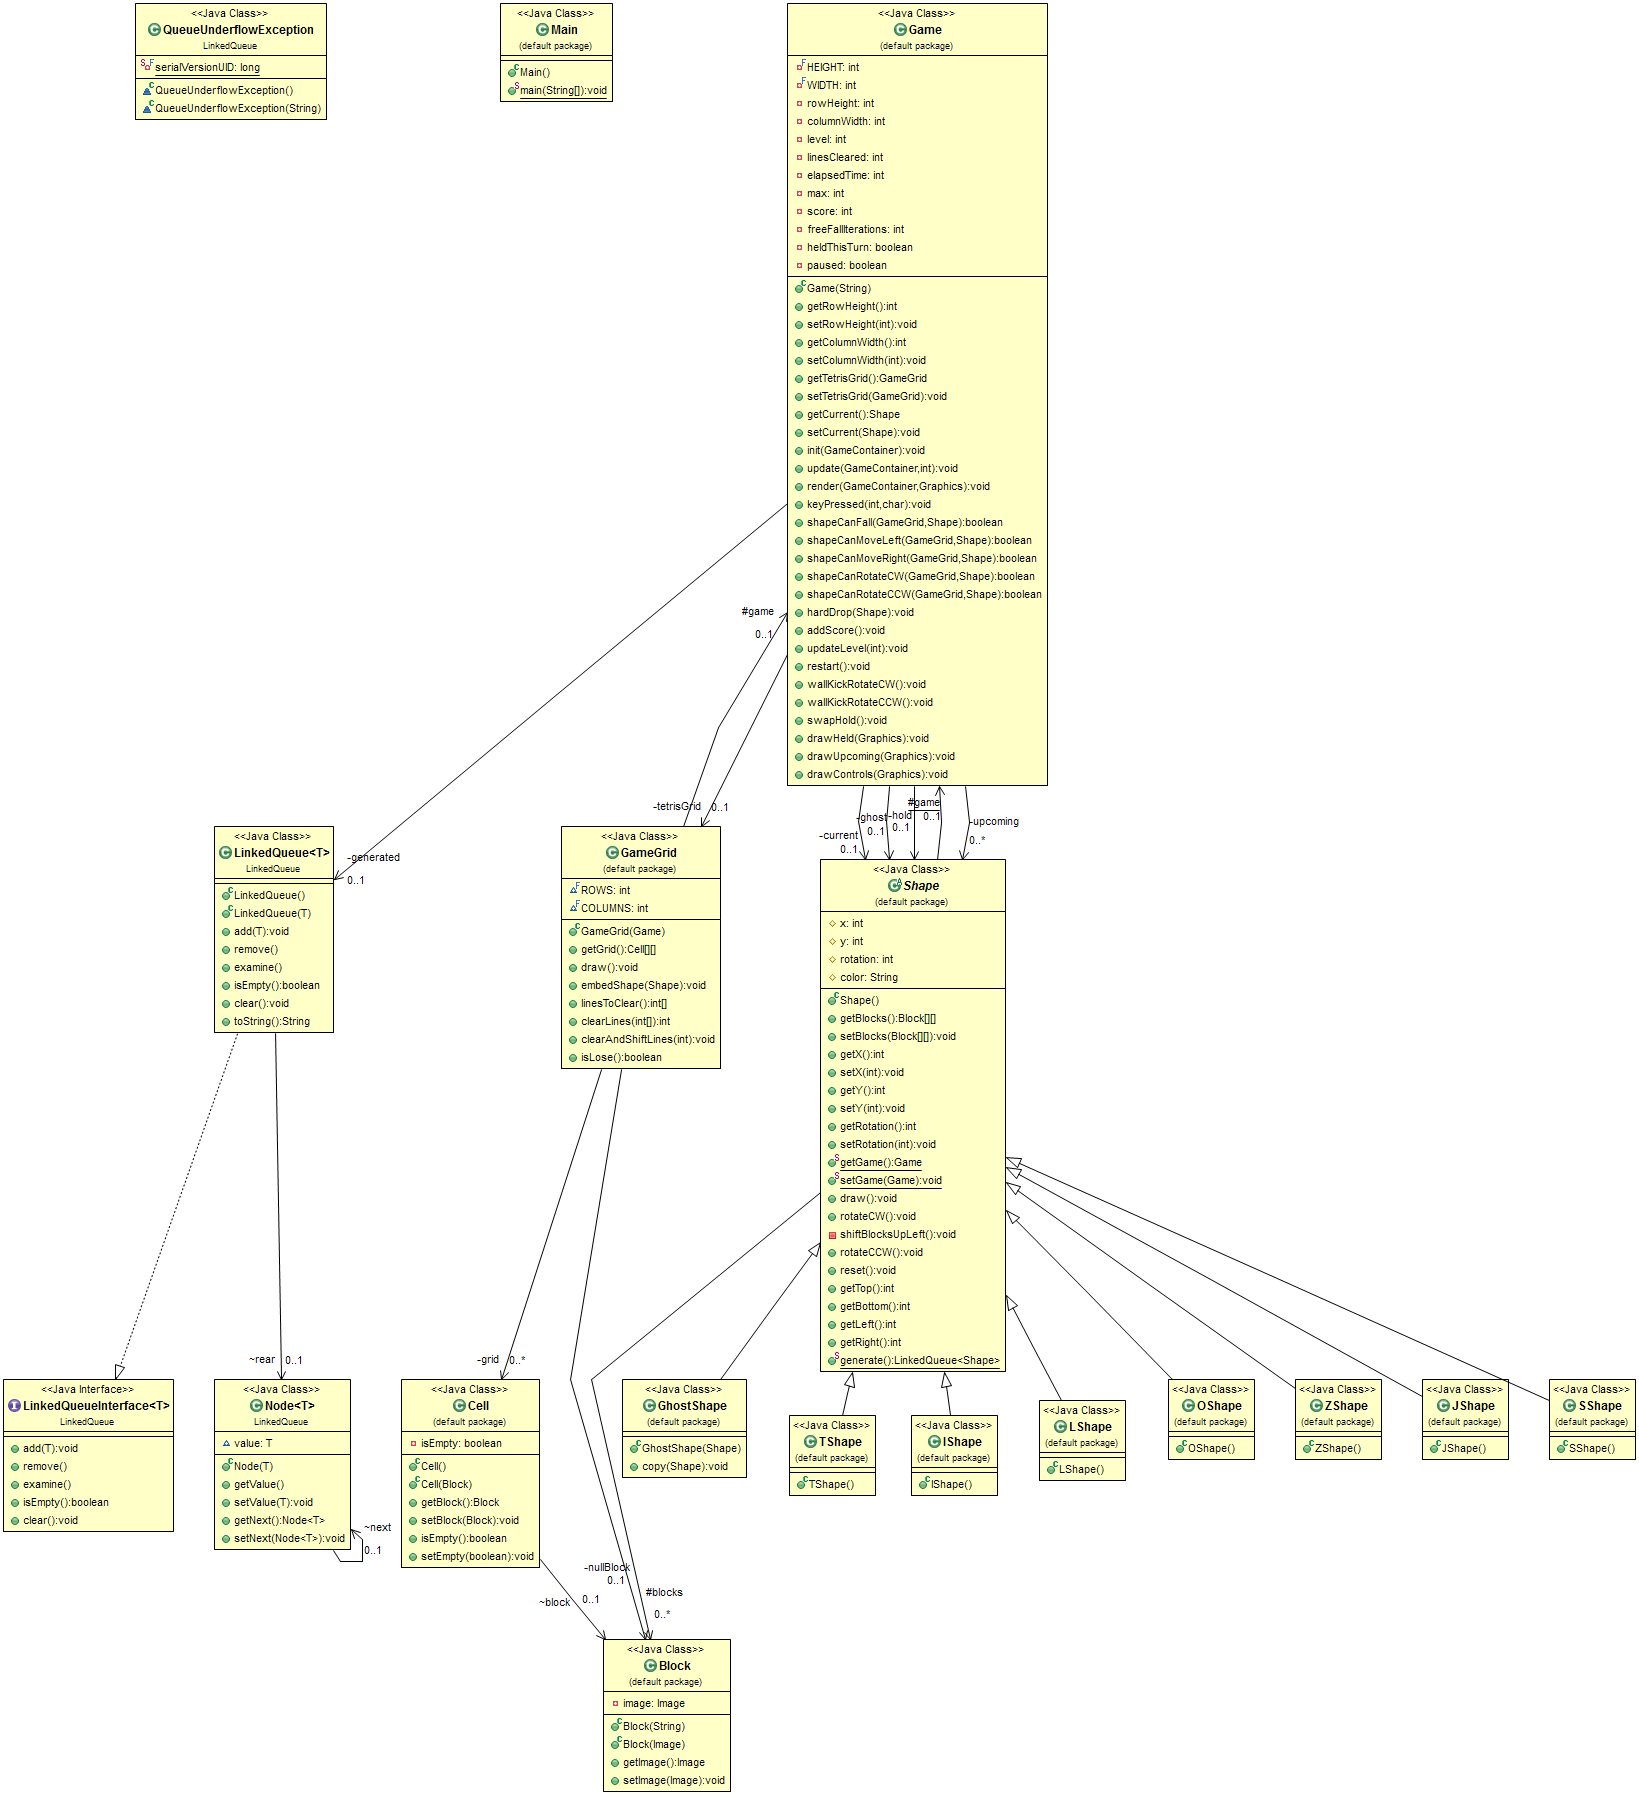 <<Java Class>>
QueueUnderflowException
LinkedQueue
serialVersionUID: long
QueueUnderflowException()
QueueUnderflowException(String)
<<Java Class>>
Main
(default package)
Main()
main(String[]):void
<<Java Class>>
Game
(default package)
HEIGHT: int
WIDTH: int
rowHeight: int
columnWidth: int
level: int
linesCleared: int
elapsedTime: int
max: int
score: int
freeFallIterations: int
heldThisTurn: boolean
paused: boolean
Game(String)
getRowHeight():int
setRowHeight(int):void
getColumnWidth():int
setColumnWidth(int):void
getTetrisGrid():GameGrid
setTetrisGrid(GameGrid):void
getCurrent():Shape
setCurrent(Shape):void
init(GameContainer):void
update(GameContainer,int):void
render(GameContainer,Graphics):void
keyPressed(int,char):void
shapeCanFall(GameGrid,Shape):boolean
shapeCanMoveLeft(GameGrid,Shape):boolean
shapeCanMoveRight(GameGrid,Shape):boolean
shapeCanRotateCW(GameGrid,Shape):boolean
shapeCanRotateCCW(GameGrid,Shape):boolean
hardDrop(Shape):void
addScore():void
updateLevel(int):void
restart():void
wallKickRotateCW():void
wallKickRotateCCW():void
swapHold():void
drawHeld(Graphics):void
drawUpcoming(Graphics):void
drawControls(Graphics):void
#game
0..1
-tetrisGrid
0..1
-generated
0..1
-current
0..1
-ghost
0..1
-hold
0..1
#game
0..1
-upcoming
0..*
<<Java Class>>
LinkedQueue<T>
LinkedQueue
LinkedQueue()
LinkedQueue(T)
add(T):void
remove()
examine()
isEmpty():boolean
clear():void
toString():String
<<Java Class>>
GameGrid
(default package)
ROWS: int
COLUMNS: int
GameGrid(Game)
getGrid():Cell[][]
draw():void
embedShape(Shape):void
linesToClear():int[]
clearLines(int[]):int
clearAndShiftLines(int):void
isLose():boolean
<<Java Class>>
Shape
(default package)
x: int
y: int
rotation: int
color: String
Shape()
getBlocks():Block[][]
setBlocks(Block[][]):void
getX():int
setX(int):void
getY():int
setY(int):void
getRotation():int
setRotation(int):void
getGame():Game
setGame(Game):void
draw():void
rotateCW():void
shiftBlocksUpLeft():void
rotateCCW():void
reset():void
getTop():int
getBottom():int
getLeft():int
getRight():int
generate():LinkedQueue<Shape>
~rear
0..1
-grid
0..*
<<Java Interface>>
LinkedQueueInterface<T>
LinkedQueue
add(T):void
remove()
examine()
isEmpty():boolean
clear():void
<<Java Class>>
Node<T>
LinkedQueue
value: T
Node(T)
getValue()
setValue(T):void
getNext():Node<T>
setNext(Node<T>):void
~next
0..1
<<Java Class>>
Cell
(default package)
isEmpty: boolean
Cell()
Cell(Block)
getBlock():Block
setBlock(Block):void
isEmpty():boolean
setEmpty(boolean):void
<<Java Class>>
GhostShape
(default package)
GhostShape(Shape)
copy(Shape):void
<<Java Class>>
TShape
(default package)
TShape()
<<Java Class>>
IShape
(default package)
IShape()
<<Java Class>>
LShape
(default package)
LShape()
<<Java Class>>
OShape
(default package)
OShape()
<<Java Class>>
ZShape
(default package)
ZShape()
<<Java Class>>
JShape
(default package)
JShape()
<<Java Class>>
SShape
(default package)
SShape()
-nullBlock
0..1
~block
0..1
#blocks
0..*
<<Java Class>>
Block
(default package)
image: Image
Block(String)
Block(Image)
getImage():Image
setImage(Image):void